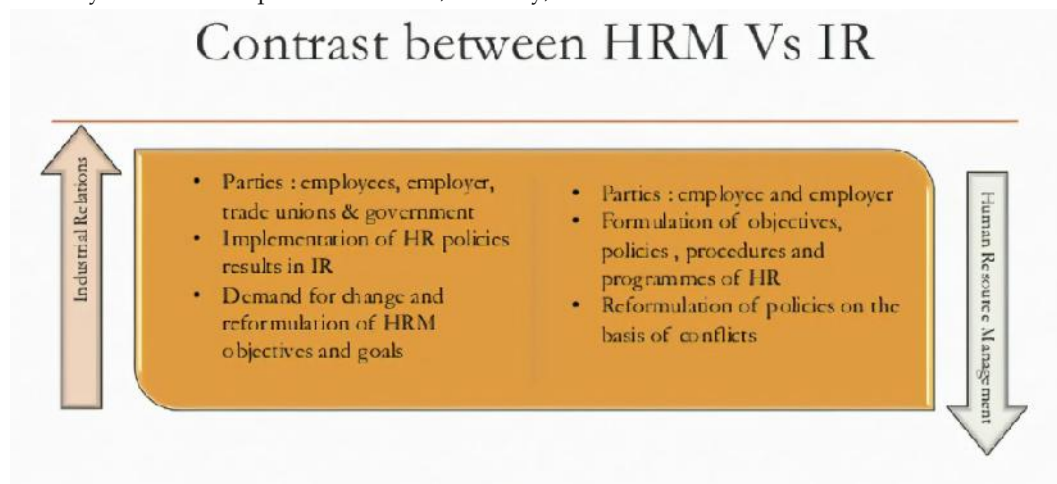 Contrast between HRM Vs IR
Industrial Relations
• Parties : employees, employer,
trade unions & government
• Implementation of HR policies
results in IR
• Demand for change and
reformulation of HRM
objectives and goals
• Parties : employee and employer
• Formulation of objectives,
policies , procedures and
programmes of HR
• Reformulation of policies on the
basis of conflicts
Human Resource Management